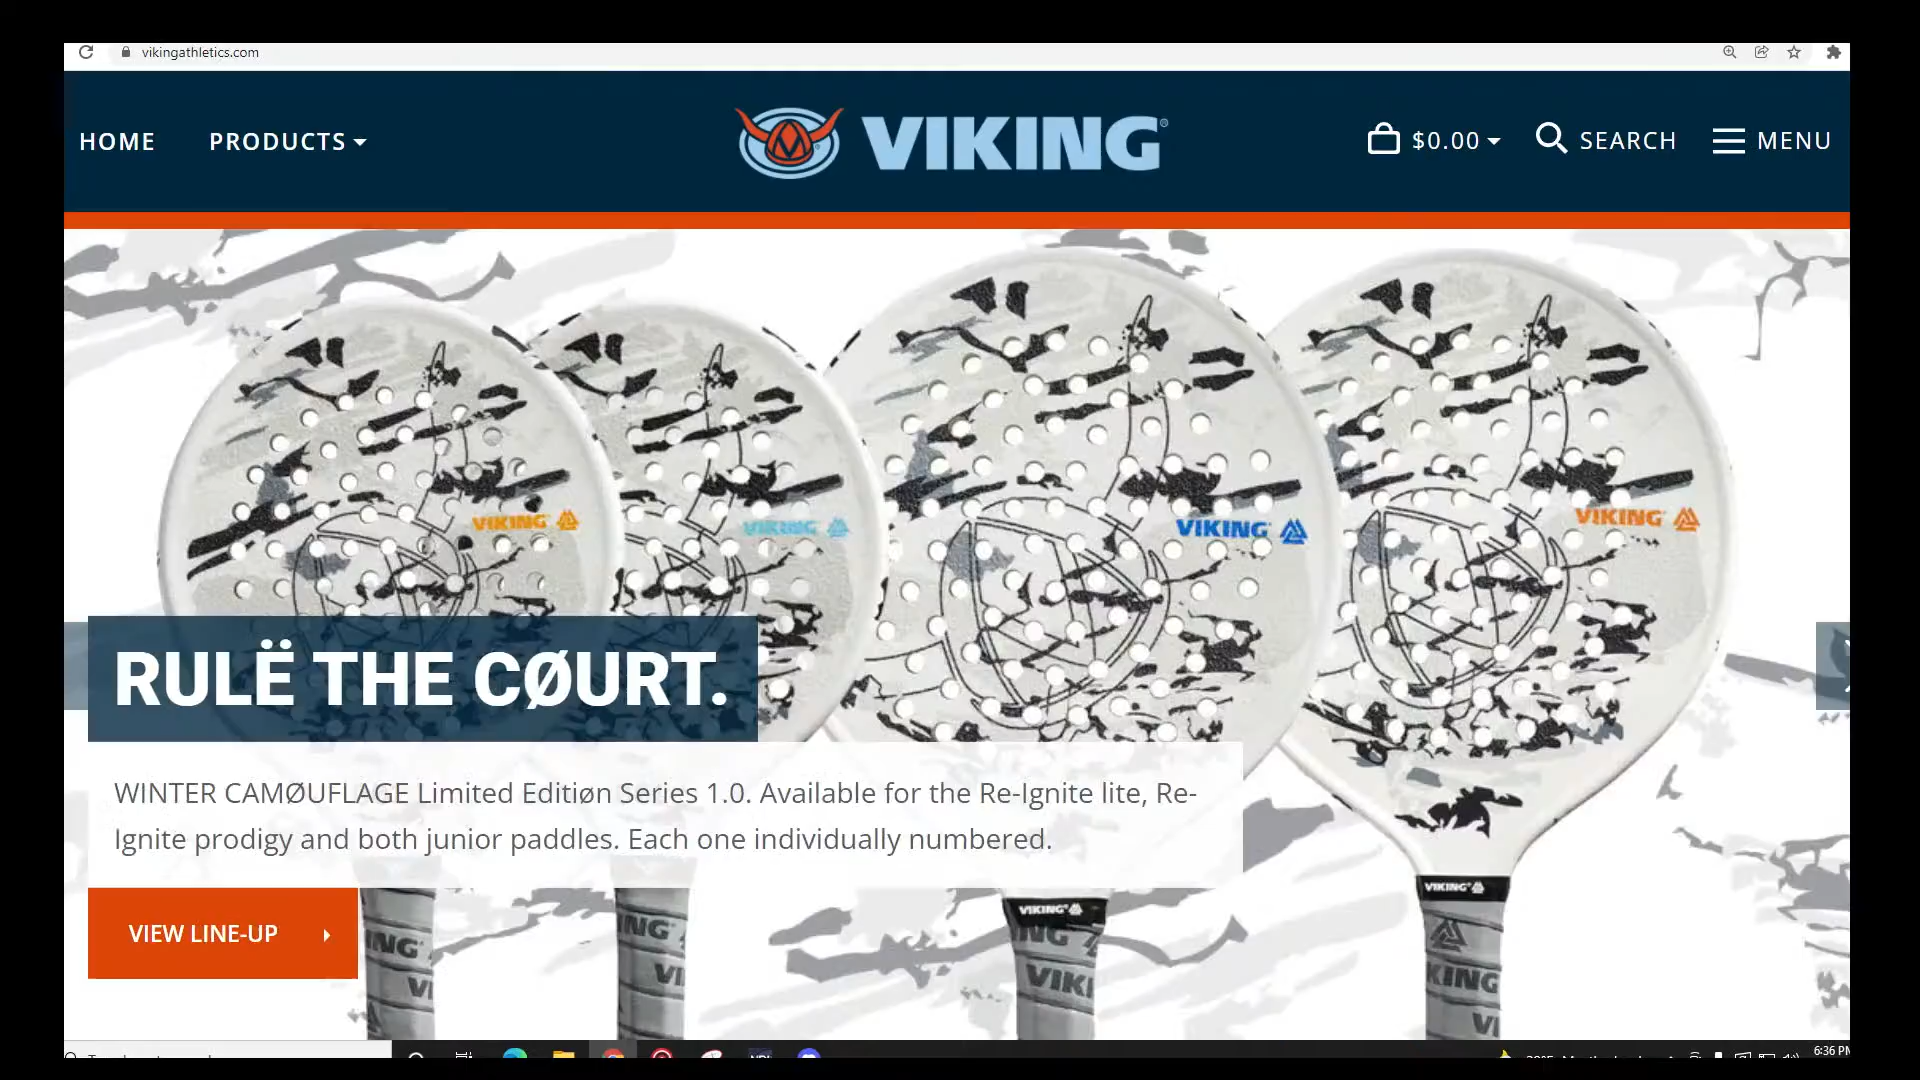 vikingathletics.com
HOME PRODUCTS VIKING $0.00 SEARCH MENU
VIKING VIKING VIKING VIKING
RULË THE CØURT.
WINTER CAMØUFLAGE Limited Editiøn Series 1.0. Available for the Re-Ignite lite, Re-
Ignite prodigy and both junior paddles. Each one individually numbered.
VIKING VIKING
VIEW LINE-UP
6:36 PM